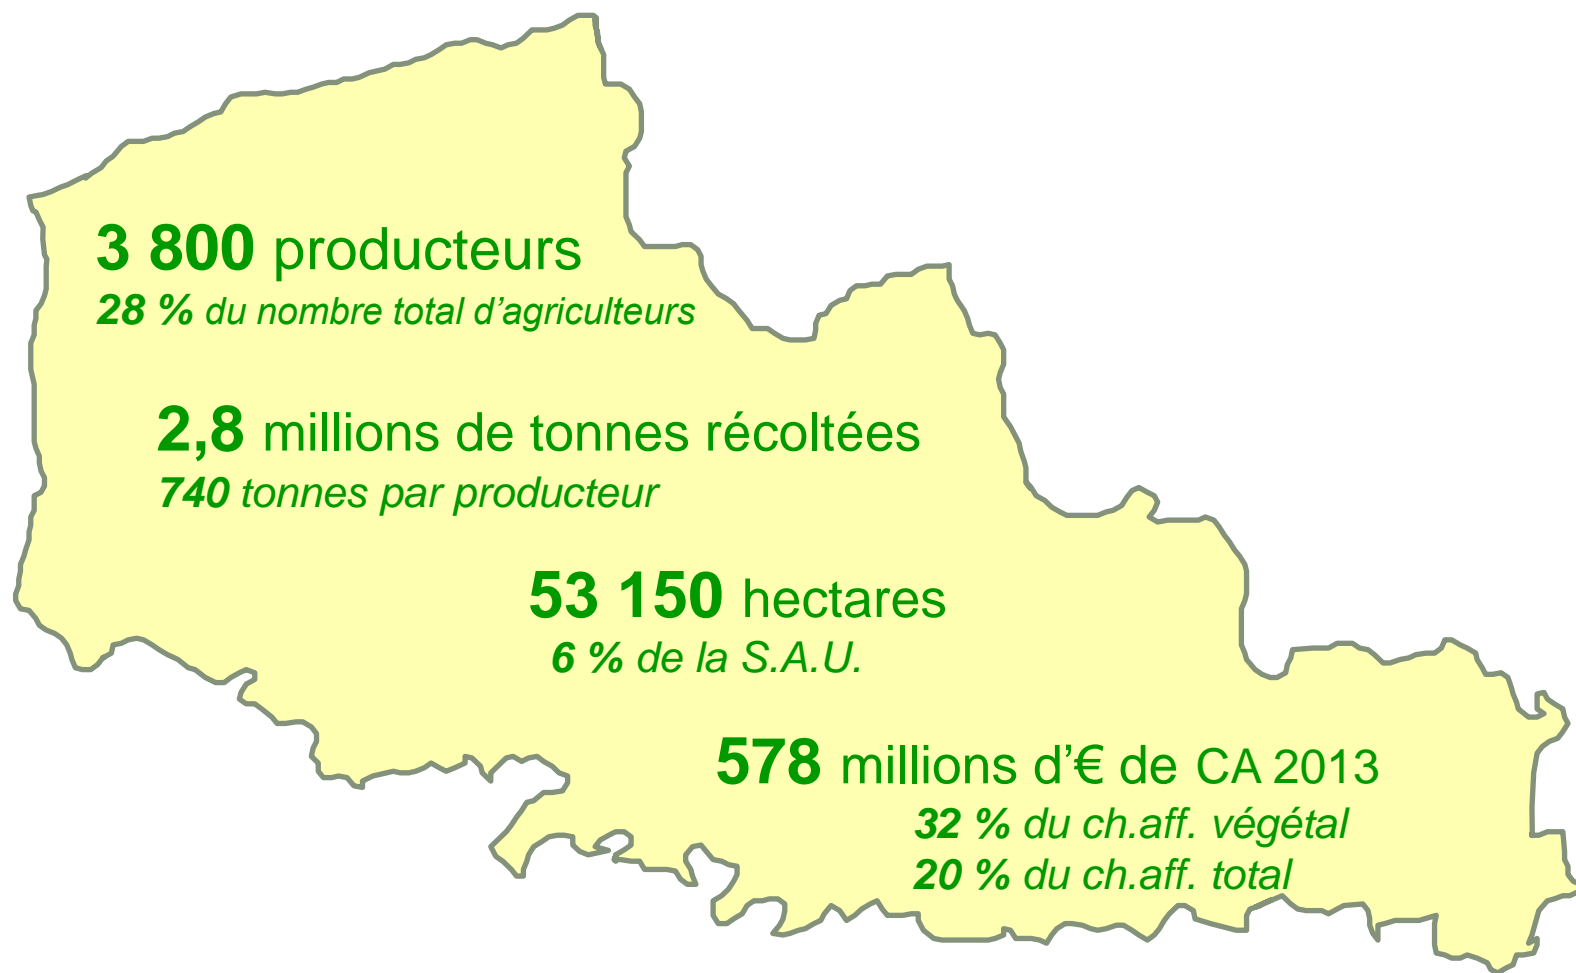 3 800 producteurs
28 % du nombre total d’agriculteurs
2,8 millions de tonnes récoltées
740 tonnes par producteur
53 150 hectares
6 % de la S.A.U.
578 millions d’€ de CA 2013
32 % du ch.aff. végétal
20 % du ch.aff. total